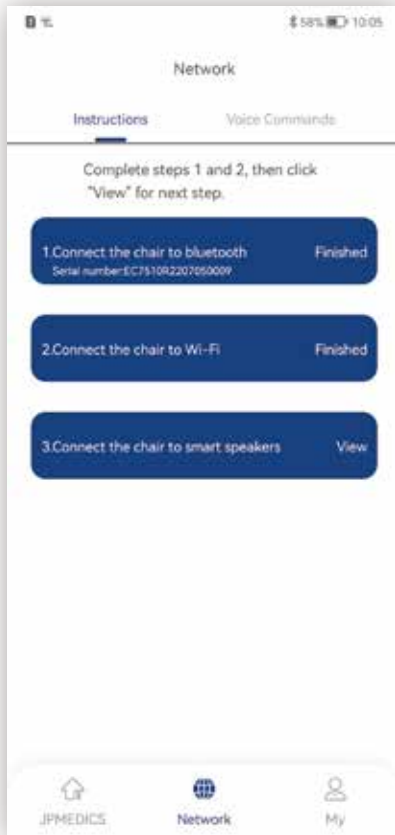 58% 10:05
Network
Instructions Voice Commands
Complete steps 1 and 2, then click
"View" for next step.
1.Connect the chair to bluetooth Finished
Serial number:EC7510R2207050009
2.Connect the chair to Wi-Fi Finished
3.Connect the chair to smart speakers View
JPMEDICS Network My